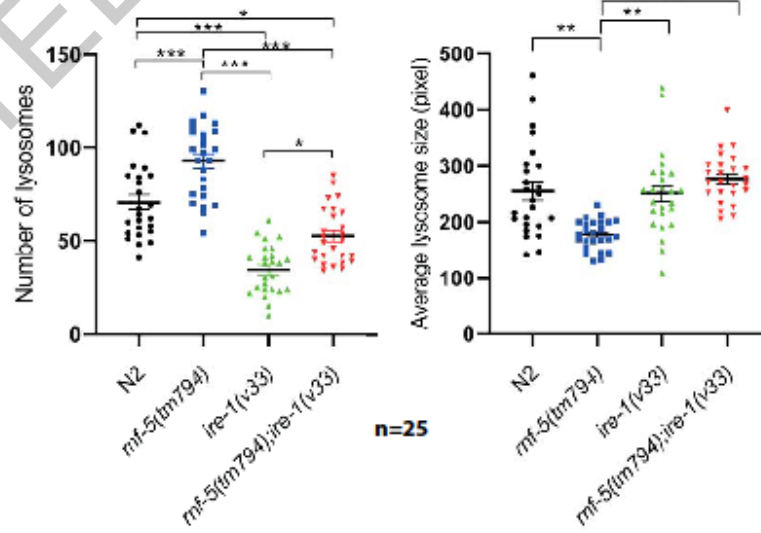 TEL
*
***
*** ***
***
*
150
100
50
0
Number of lysosomes
N2
rnf-5(tm794)
ire-1(v33)
rnf-5(tm794);ire-1(v33)
n=25
**
**
500
400
300
200
100
0
Average lysosome size (pixel)
N2
rnf-5(tm794)
ire-1(v33)
rnf-5(tm794);ire-1(v33)